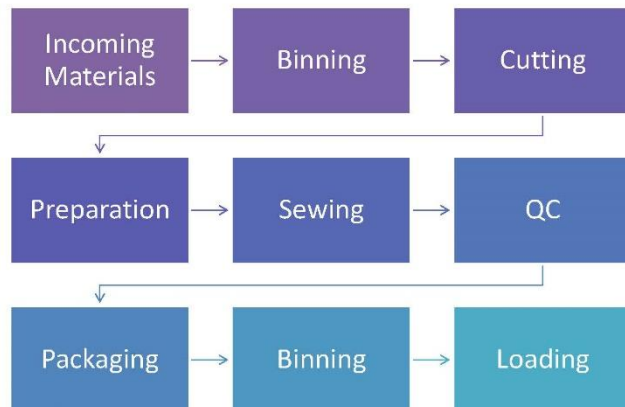 Incoming
Materials
Binning
Cutting
Preparation
Sewing
QC
Packaging
Binning
Loading